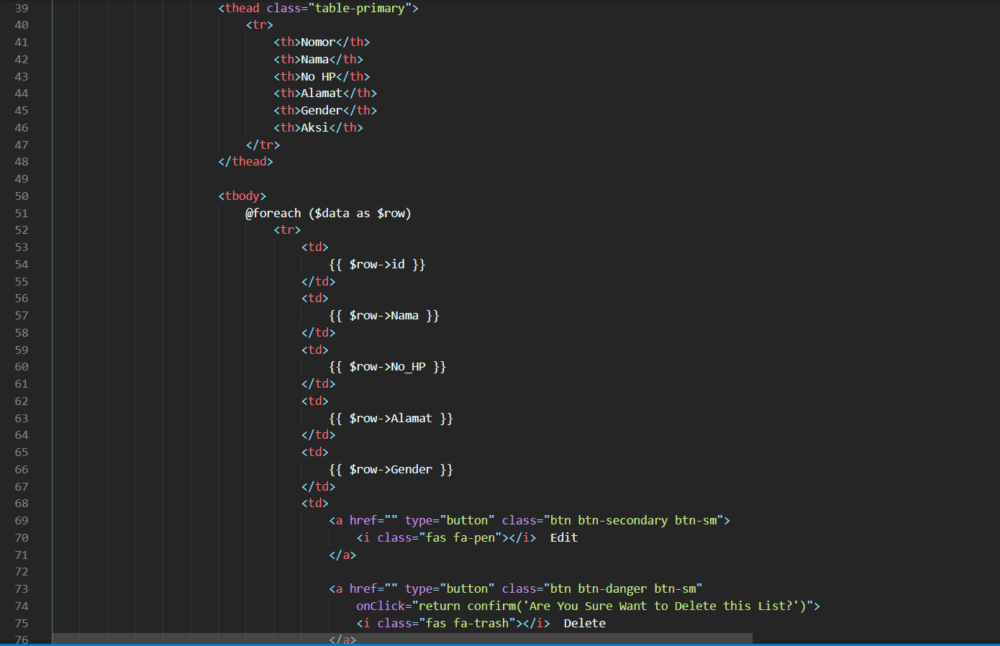 39 <thead class="table-primary">
40 <tr>
41 <th>Nomor</th>
42 <th>Nama</th>
43 <th>No HP</th>
44 <th>Alamat</th>
45 <th>Gender</th>
46 <th>Aksi</th>
47 </tr>
48 </thead>
49
50 <tbody>
51 @foreach ($data as $row)
52 <tr>
53 <td>
54 {{ $row->id }}
55 </td>
56 <td>
57 {{ $row->Nama }}
58 </td>
59 <td>
60 {{ $row->No_HP }}
61 </td>
62 <td>
63 {{ $row->Alamat }}
64 </td>
65 <td>
66 {{ $row->Gender }}
67 </td>
68 <td>
69 <a href="" type="button" class="btn btn-secondary btn-sm">
70 <i class="fas fa-pen"></i>  Edit
71 </a>
72
73 <a href="" type="button" class="btn btn-danger btn-sm"
74 onClick="return confirm('Are You Sure Want to Delete this List?')">
75 <i class="fas fa-trash"></i>  Delete
76 </a>